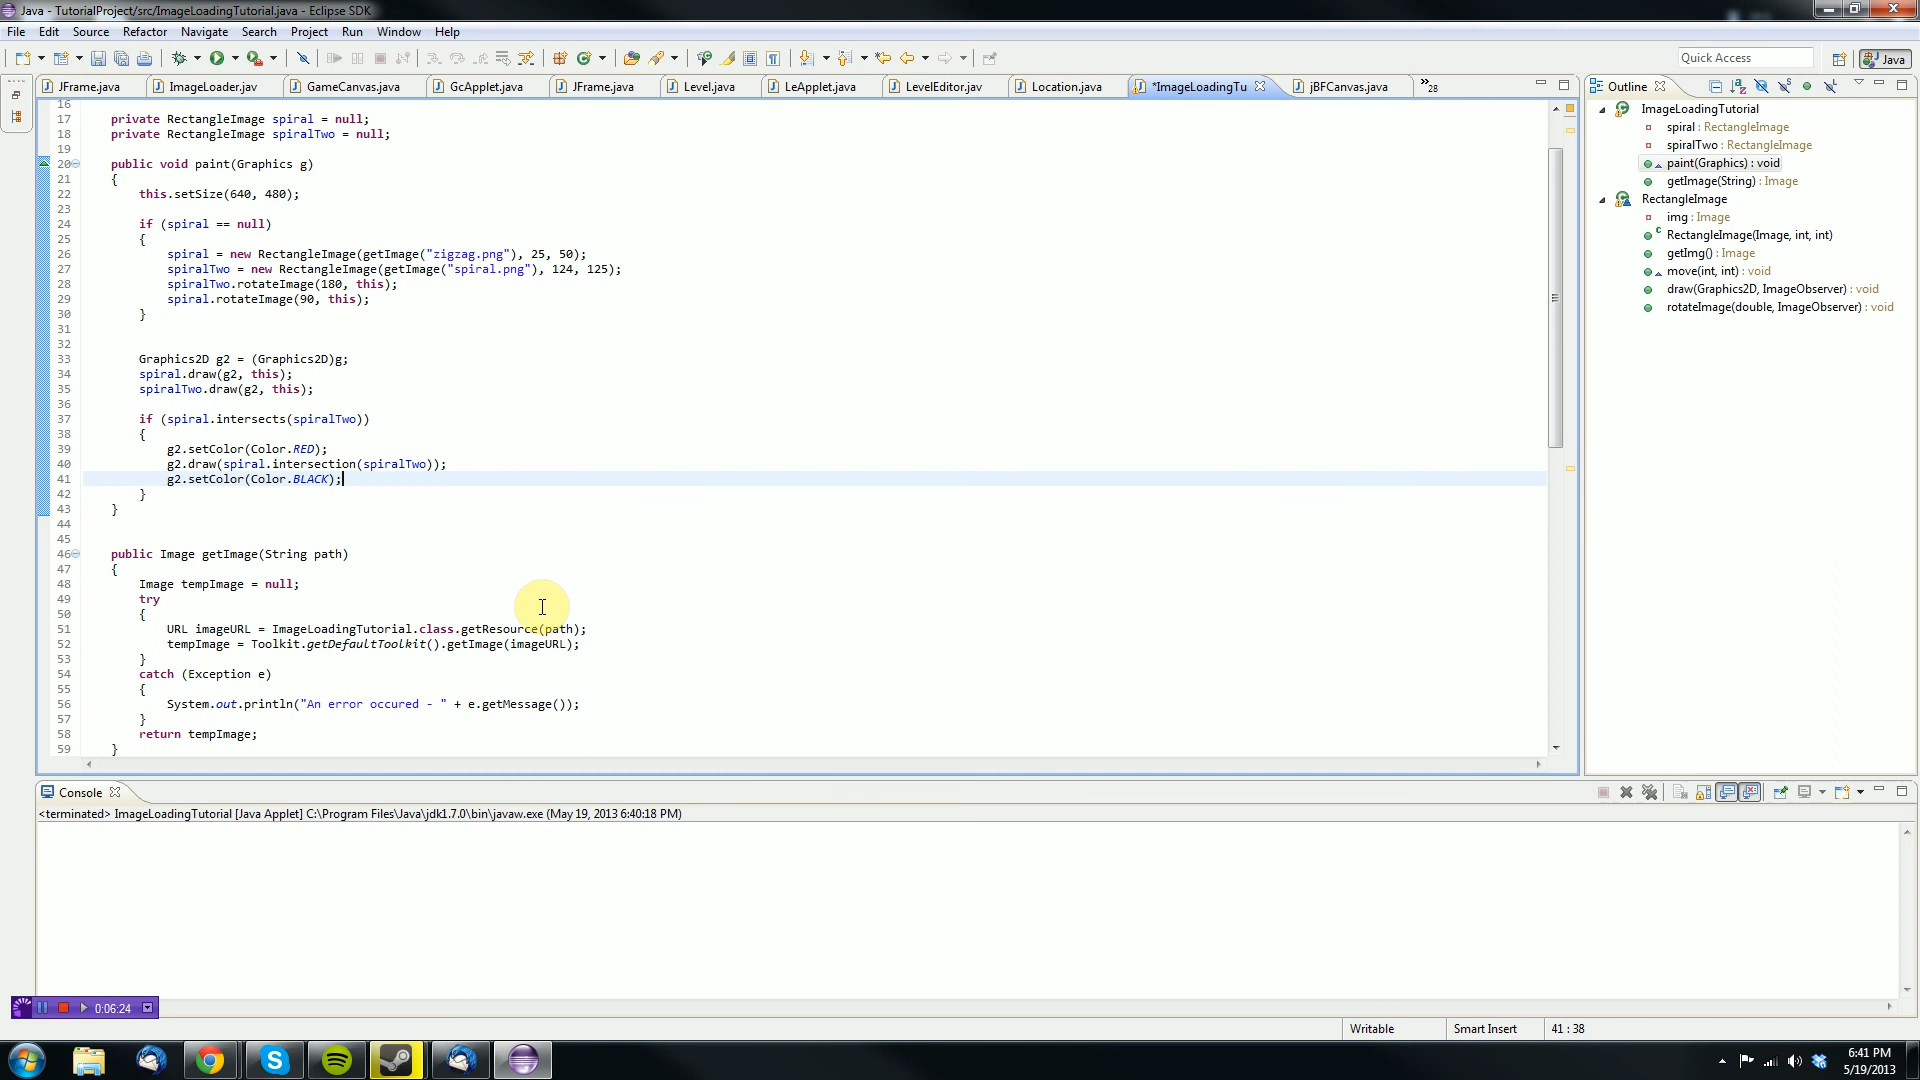 Java - TutorialProject/src/ImageLoadingTutorial.java - Eclipse SDK
File Edit Source Refactor Navigate Search Project Run Window Help
Quick Access
Java
JFrame.java ImageLoader.jav GameCanvas.java GcApplet.java JFrame.java Level.java LeApplet.java LevelEditor.jav Location.java *ImageLoadingTu jBFCanvas.java »28
16
17 private RectangleImage spiral = null;
18 private RectangleImage spiralTwo = null;
19
20 public void paint(Graphics g)
21 {
22 this.setSize(640, 480);
23
24 if (spiral == null)
25 {
26 spiral = new RectangleImage(getImage("zigzag.png"), 25, 50);
27 spiralTwo = new RectangleImage(getImage("spiral.png"), 124, 125);
28 spiralTwo.rotateImage(180, this);
29 spiral.rotateImage(90, this);
30 }
31
32
33 Graphics2D g2 = (Graphics2D)g;
34 spiral.draw(g2, this);
35 spiralTwo.draw(g2, this);
36
37 if (spiral.intersects(spiralTwo))
38 {
39 g2.setColor(Color.RED);
40 g2.draw(spiral.intersection(spiralTwo));
41 g2.setColor(Color.BLACK);
42 }
43 }
44
45
46 public Image getImage(String path)
47 {
48 Image tempImage = null;
49 try
50 {
51 URL imageURL = ImageLoadingTutorial.class.getResource(path);
52 tempImage = Toolkit.getDefaultToolkit().getImage(imageURL);
53 }
54 catch (Exception e)
55 {
56 System.out.println("An error occured - " + e.getMessage());
57 }
58 return tempImage;
59 }
Outline
ImageLoadingTutorial
spiral : RectangleImage
spiralTwo : RectangleImage
paint(Graphics) : void
getImage(String) : Image
RectangleImage
img : Image
RectangleImage(Image, int, int)
getImg() : Image
move(int, int) : void
draw(Graphics2D, ImageObserver) : void
rotateImage(double, ImageObserver) : void
Console
<terminated> ImageLoadingTutorial [Java Applet] C:\Program Files\Java\jdk1.7.0\bin\javaw.exe (May 19, 2013 6:40:18 PM)
0:06:24
Writable Smart Insert 41 : 38
6:41 PM
5/19/2013